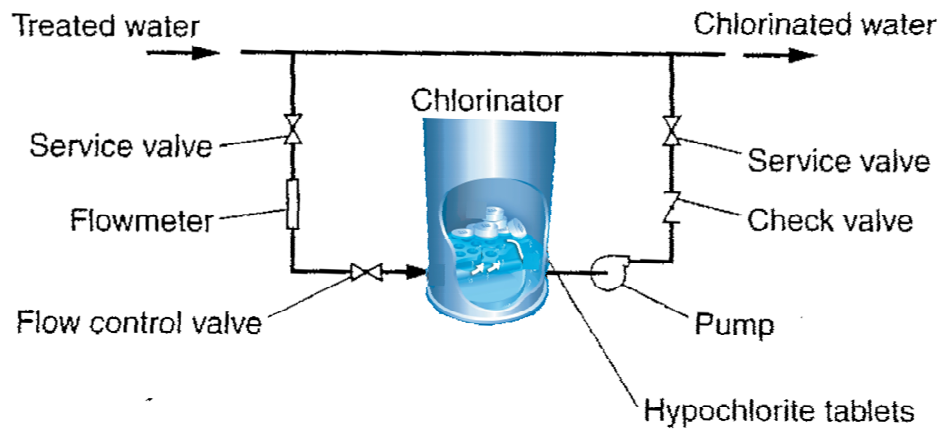 Treated water
Chlorinated water
Chlorinator
Service valve
Service valve
Flowmeter
Check valve
Flow control valve
Pump
Hypochlorite tablets